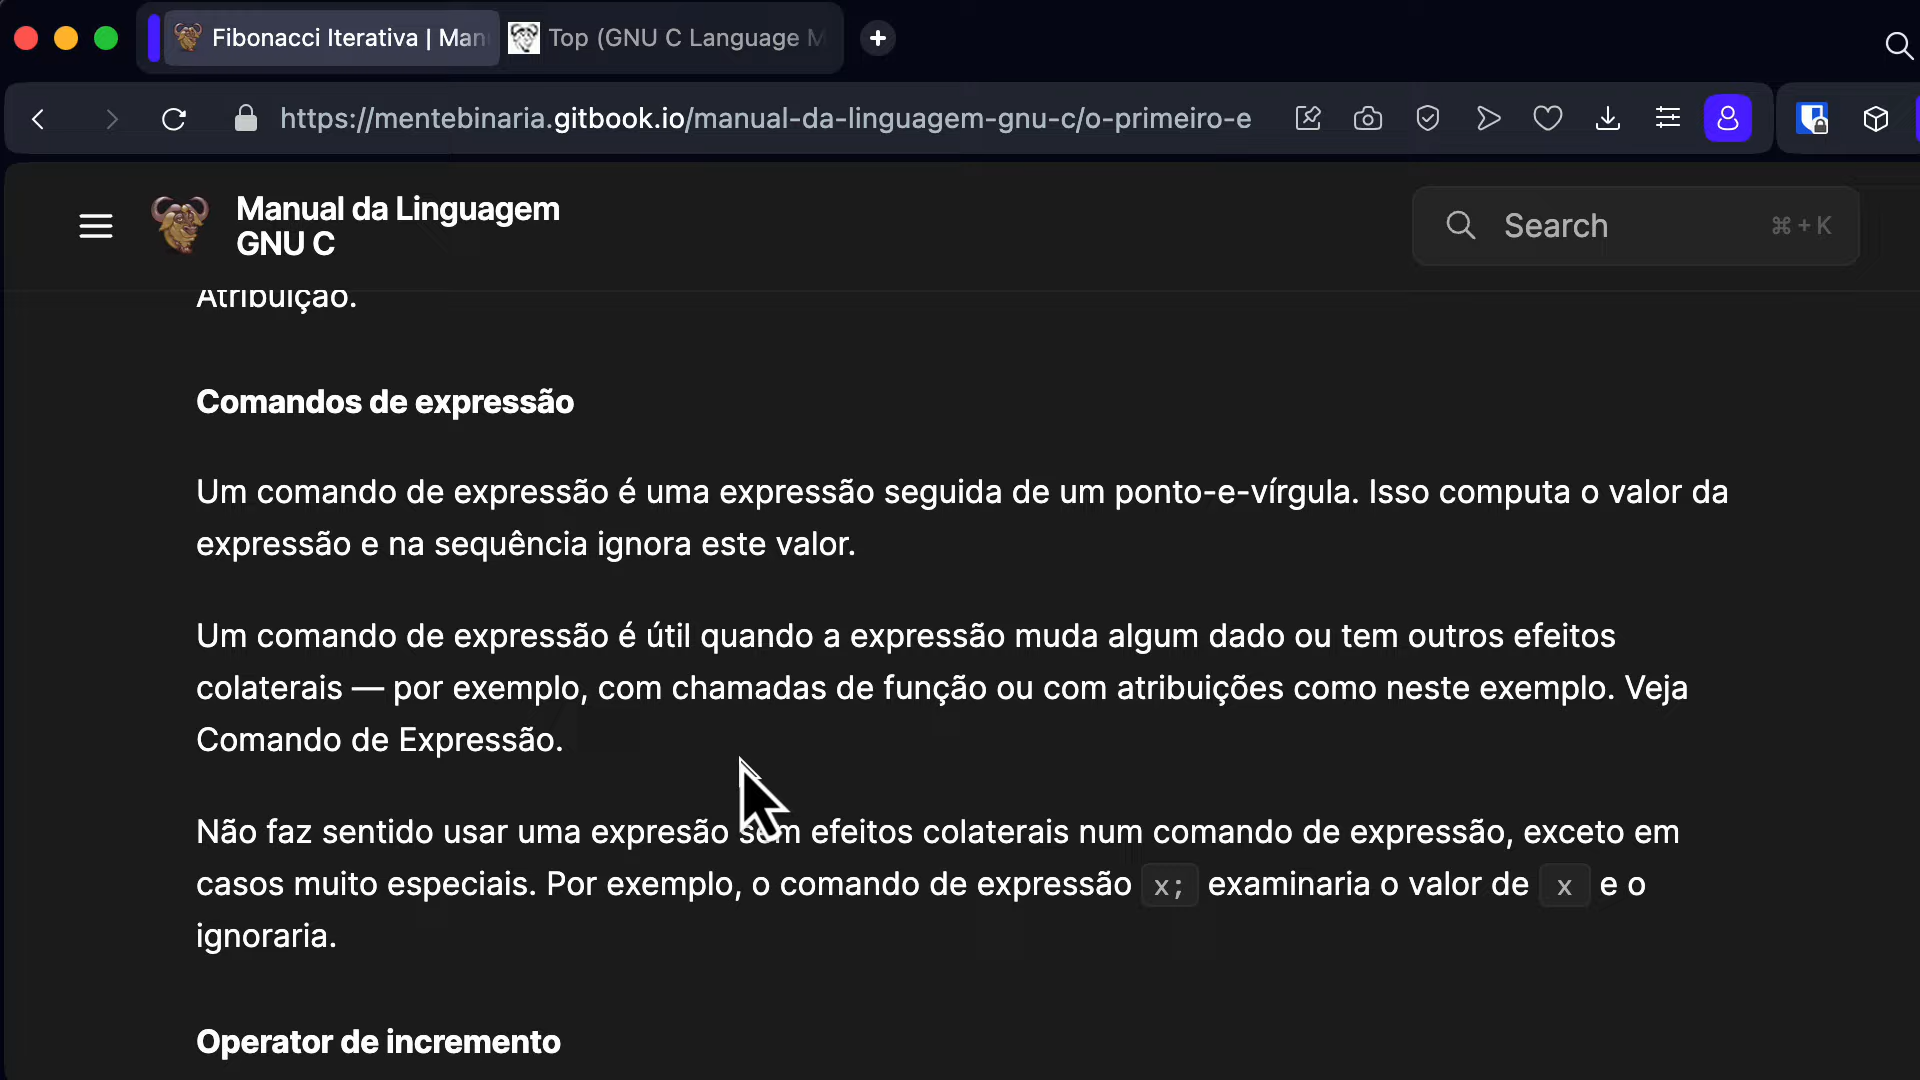 Fibonacci Iterativa | Man
Top (GNU C Language M
https://mentebinaria.gitbook.io/manual-da-linguagem-gnu-c/o-primeiro-e
Manual da Linguagem
GNU C
Search
⌘ + K
Atribuição.
Comandos de expressão
Um comando de expressão é uma expressão seguida de um ponto-e-vírgula. Isso computa o valor da
expressão e na sequência ignora este valor.
Um comando de expressão é útil quando a expressão muda algum dado ou tem outros efeitos
colaterais — por exemplo, com chamadas de função ou com atribuições como neste exemplo. Veja
Comando de Expressão.
Não faz sentido usar uma expresão sem efeitos colaterais num comando de expressão, exceto em
casos muito especiais. Por exemplo, o comando de expressão x; examinaria o valor de x e o
ignoraria.
Operator de incremento